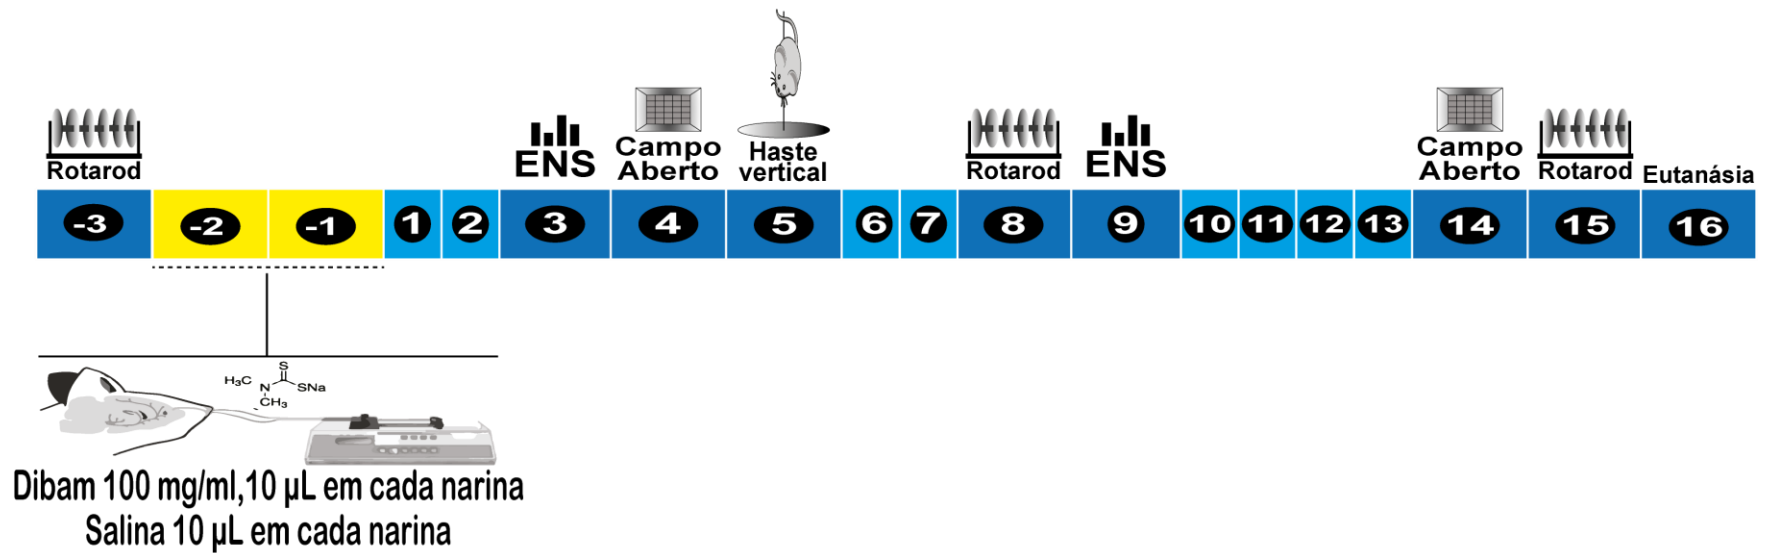 Rotarod
ENS
Campo
Aberto
Haste
vertical
Rotarod
ENS
Campo
Aberto
Rotarod
Eutanásia
-3 -2 -1 1 2 3 4 5 6 7 8 9 10 11 12 13 14 15 16
S
H₃C
N
SNa
CH₃
Dibam 100 mg/ml,10 µL em cada narina
Salina 10 µL em cada narina